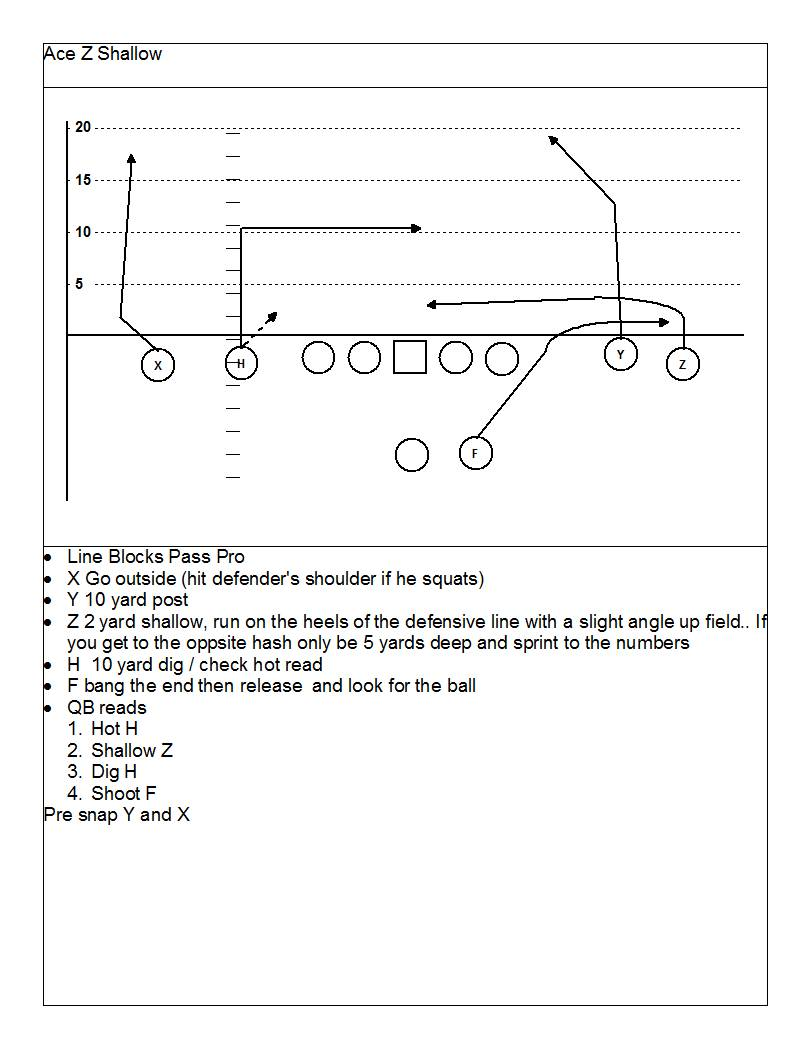 Ace Z Shallow
20
15
10
5
X
H
Y
Z
F
• Line Blocks Pass Pro
• X Go outside (hit defender's shoulder if he squats)
• Y 10 yard post
• Z 2 yard shallow, run on the heels of the defensive line with a slight angle up field.. If
you get to the oppsite hash only be 5 yards deep and sprint to the numbers
• H 10 yard dig / check hot read
• F bang the end then release and look for the ball
• QB reads
1. Hot H
2. Shallow Z
3. Dig H
4. Shoot F
Pre snap Y and X